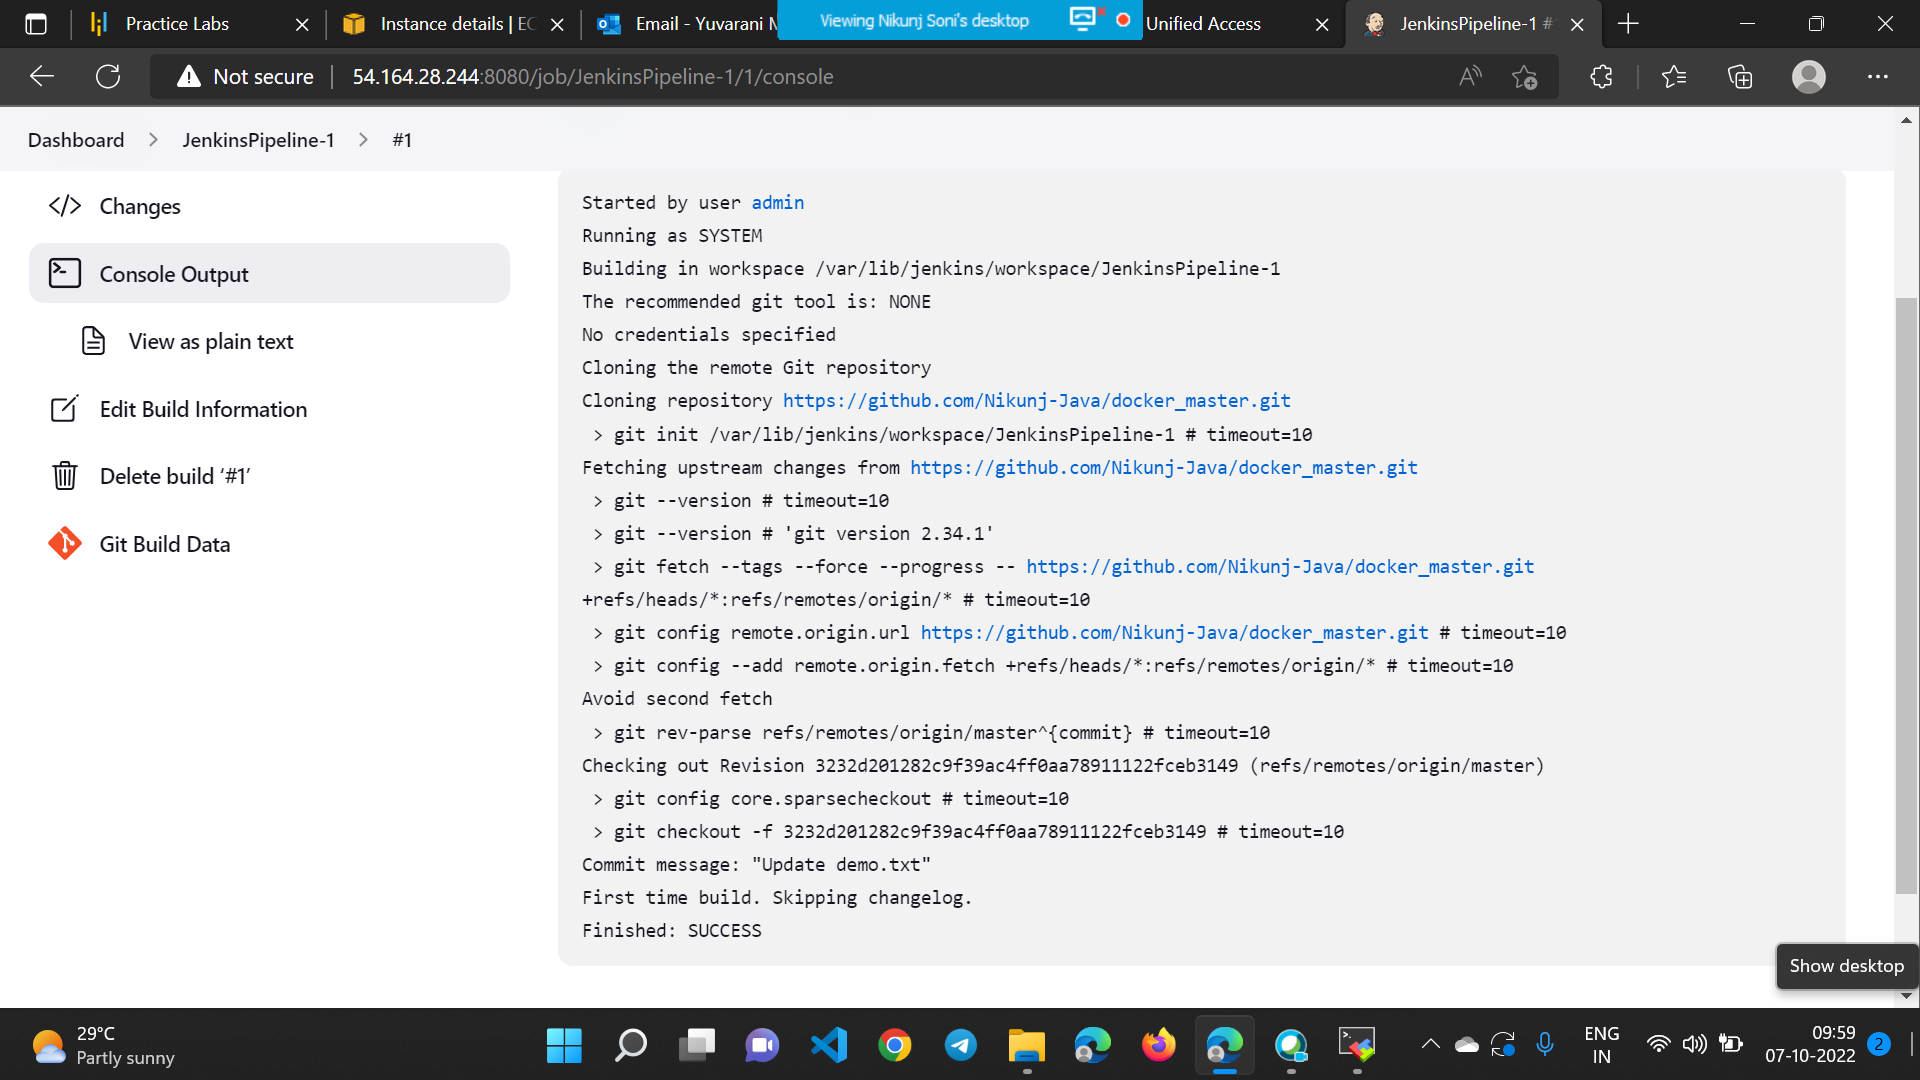 Practice Labs
Instance details | EC
Email - Yuvarani M
Viewing Nikunj Soni's desktop
Unified Access
JenkinsPipeline-1 #
Not secure
54.164.28.244:8080/job/JenkinsPipeline-1/1/console
Dashboard
JenkinsPipeline-1
#1
Changes
Console Output
View as plain text
Edit Build Information
Delete build ‘#1’
Git Build Data
Started by user admin
Running as SYSTEM
Building in workspace /var/lib/jenkins/workspace/JenkinsPipeline-1
The recommended git tool is: NONE
No credentials specified
Cloning the remote Git repository
Cloning repository https://github.com/Nikunj-Java/docker_master.git
> git init /var/lib/jenkins/workspace/JenkinsPipeline-1 # timeout=10
Fetching upstream changes from https://github.com/Nikunj-Java/docker_master.git
> git --version # timeout=10
> git --version # 'git version 2.34.1'
> git fetch --tags --force --progress -- https://github.com/Nikunj-Java/docker_master.git
+refs/heads/*:refs/remotes/origin/* # timeout=10
> git config remote.origin.url https://github.com/Nikunj-Java/docker_master.git # timeout=10
> git config --add remote.origin.fetch +refs/heads/*:refs/remotes/origin/* # timeout=10
Avoid second fetch
> git rev-parse refs/remotes/origin/master^{commit} # timeout=10
Checking out Revision 3232d201282c9f39ac4ff0aa78911122fceb3149 (refs/remotes/origin/master)
> git config core.sparsecheckout # timeout=10
> git checkout -f 3232d201282c9f39ac4ff0aa78911122fceb3149 # timeout=10
Commit message: "Update demo.txt"
First time build. Skipping changelog.
Finished: SUCCESS
Show desktop
29°C
Partly sunny
ENG
IN
09:59
07-10-2022
2